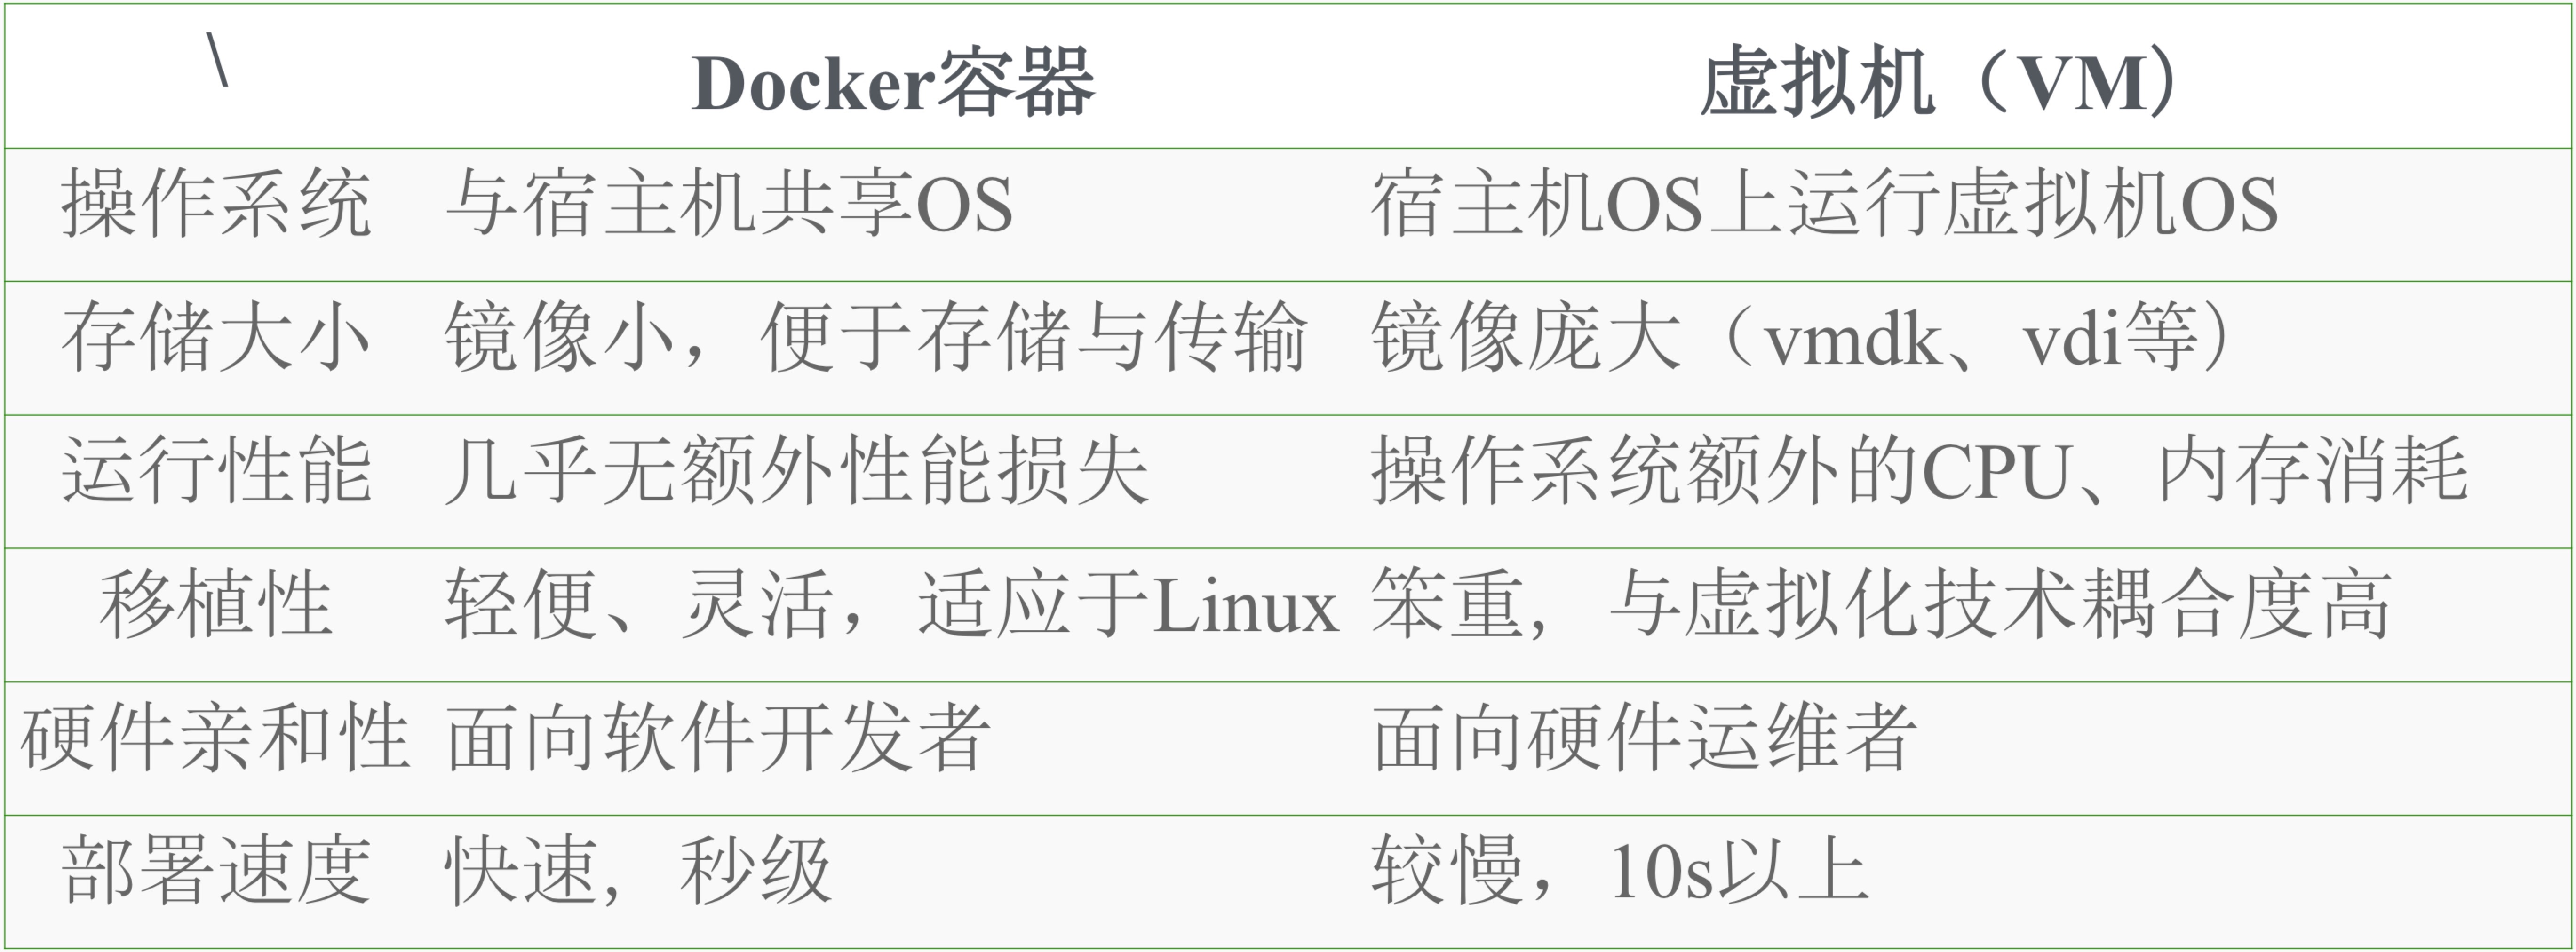 \ Docker容器 虚拟机（VM）
操作系统 与宿主机共享OS 宿主机OS上运行虚拟机OS
存储大小 镜像小，便于存储与传输 镜像庞大（vmdk、vdi等）
运行性能 几乎无额外性能损失 操作系统额外的CPU、内存消耗
移植性 轻便、灵活，适应于Linux 笨重，与虚拟化技术耦合度高
硬件亲和性 面向软件开发者 面向硬件运维者
部署速度 快速，秒级 较慢，10s以上